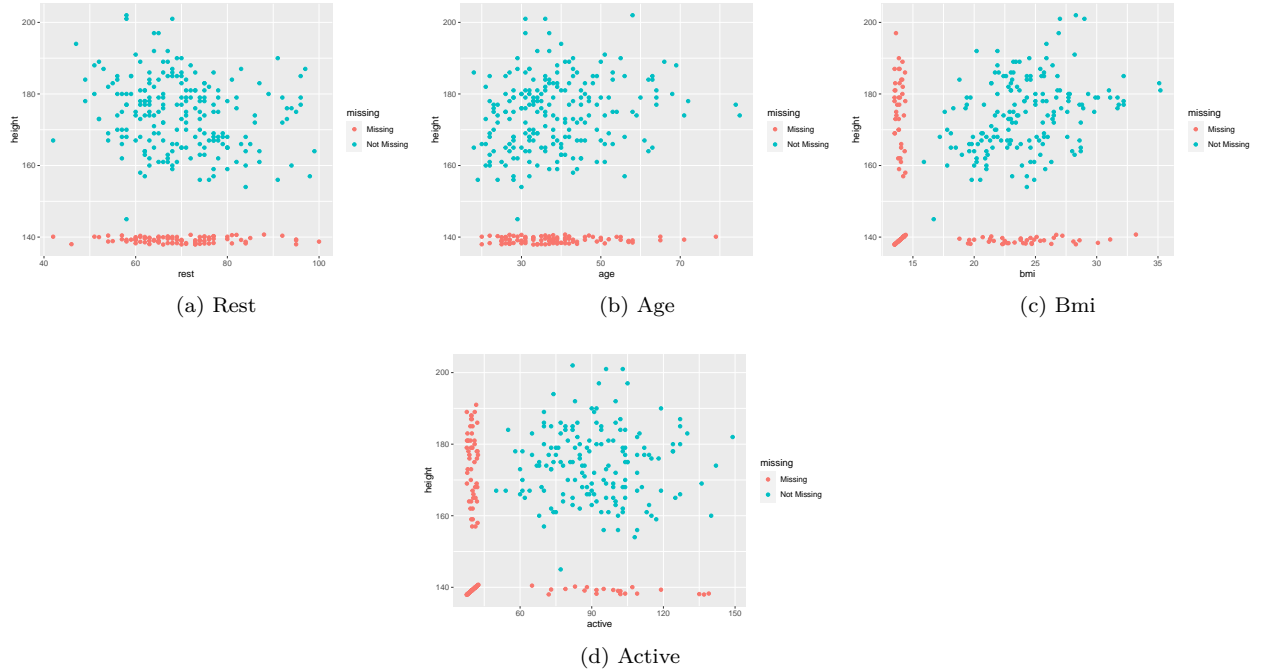 200
180
160
140
height
40
60
80
100
rest
missing
Missing
Not Missing
(a) Rest
200
180
160
140
height
30
50
70
age
missing
Missing
Not Missing
(b) Age
200
180
160
140
height
15
20
25
30
35
bmi
missing
Missing
Not Missing
(c) Bmi
200
180
160
140
height
60
90
120
150
active
missing
Missing
Not Missing
(d) Active